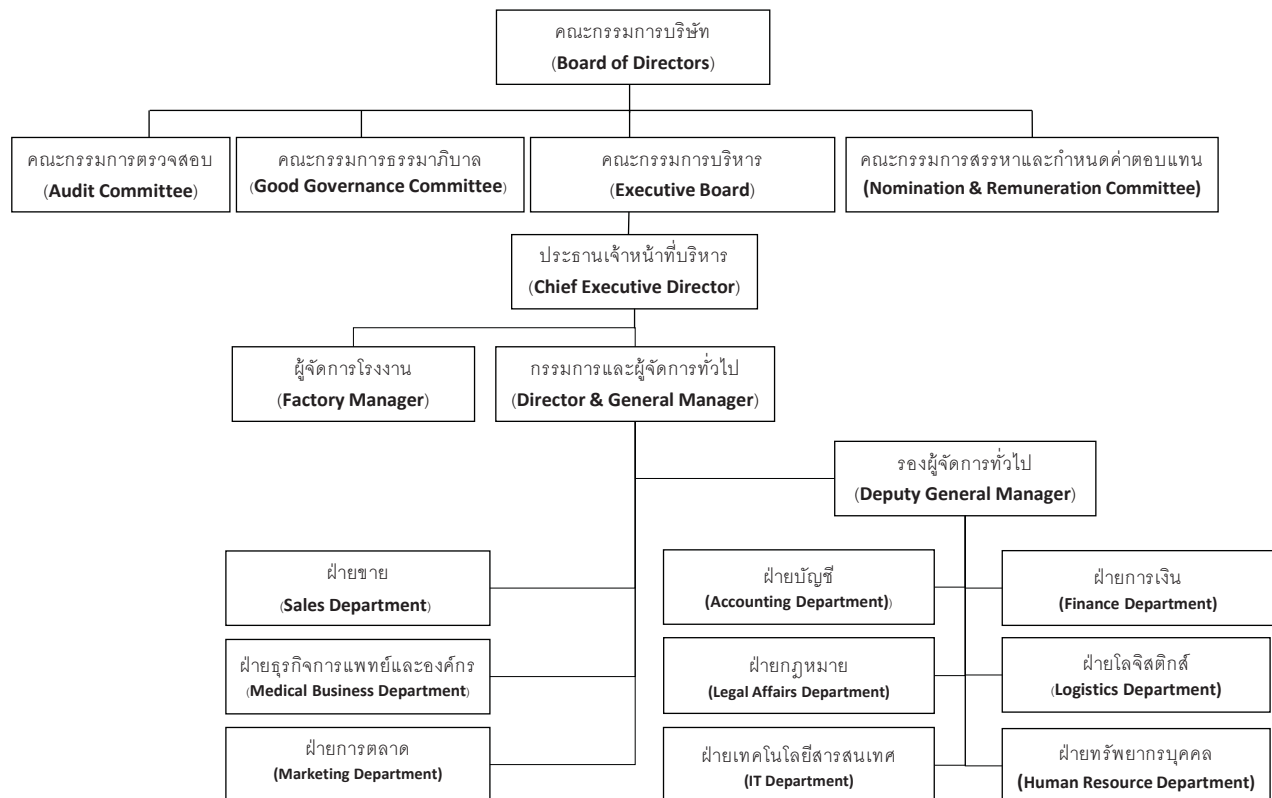 คณะกรรมการบริษัท
(Board of Directors)
คณะกรรมการตรวจสอบ
(Audit Committee)
คณะกรรมการธรรมาภิบาล
(Good Governance Committee)
คณะกรรมการบริหาร
(Executive Board)
คณะกรรมการสรรหาและกำหนดค่าตอบแทน
(Nomination & Remuneration Committee)
ประธานเจ้าหน้าที่บริหาร
(Chief Executive Director)
ผู้จัดการโรงงาน
(Factory Manager)
กรรมการและผู้จัดการทั่วไป
(Director & General Manager)
รองผู้จัดการทั่วไป
(Deputy General Manager)
ฝ่ายขาย
(Sales Department)
ฝ่ายบัญชี
(Accounting Department)
ฝ่ายการเงิน
(Finance Department)
ฝ่ายธุรกิจการแพทย์และองค์กร
(Medical Business Department)
ฝ่ายกฎหมาย
(Legal Affairs Department)
ฝ่ายโลจิสติกส์
(Logistics Department)
ฝ่ายการตลาด
(Marketing Department)
ฝ่ายเทคโนโลยีสารสนเทศ
(IT Department)
ฝ่ายทรัพยากรบุคคล
(Human Resource Department)